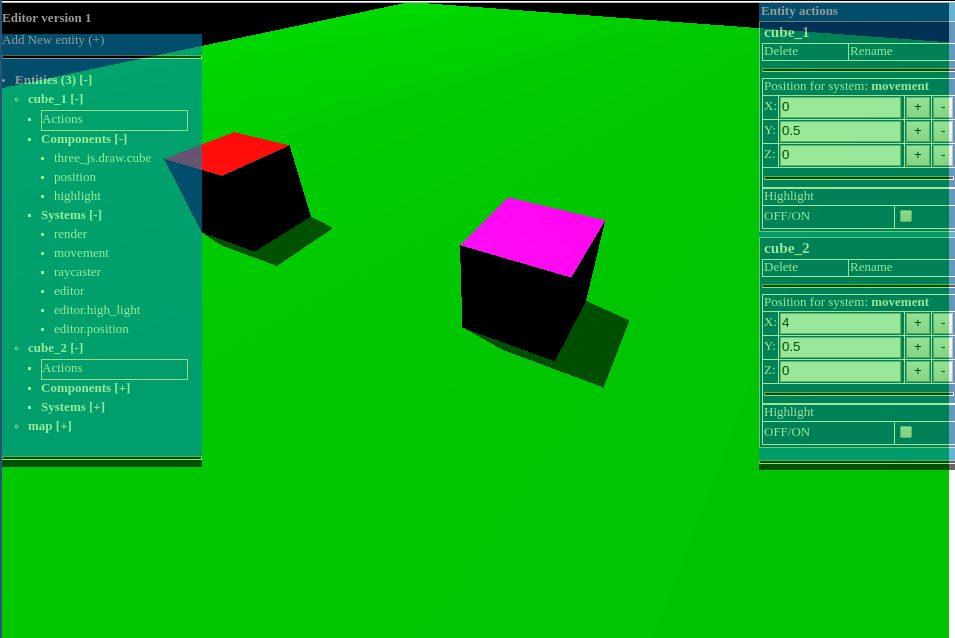 Editor version 1
Add New entity (+)
Entities (3) [-]
cube_1 [-]
Actions
Components [-]
three_js.draw.cube
position
highlight
Systems [-]
render
movement
raycaster
editor
editor.high_light
editor.position
cube_2 [-]
Actions
Components [+]
Systems [+]
map [+]
Entity actions
cube_1
Delete Rename
Position for system: movement
X: 0 + -
Y: 0.5 + -
Z: 0 + -
Highlight
OFF/ON
cube_2
Delete Rename
Position for system: movement
X: 4 + -
Y: 0.5 + -
Z: 0 + -
Highlight
OFF/ON